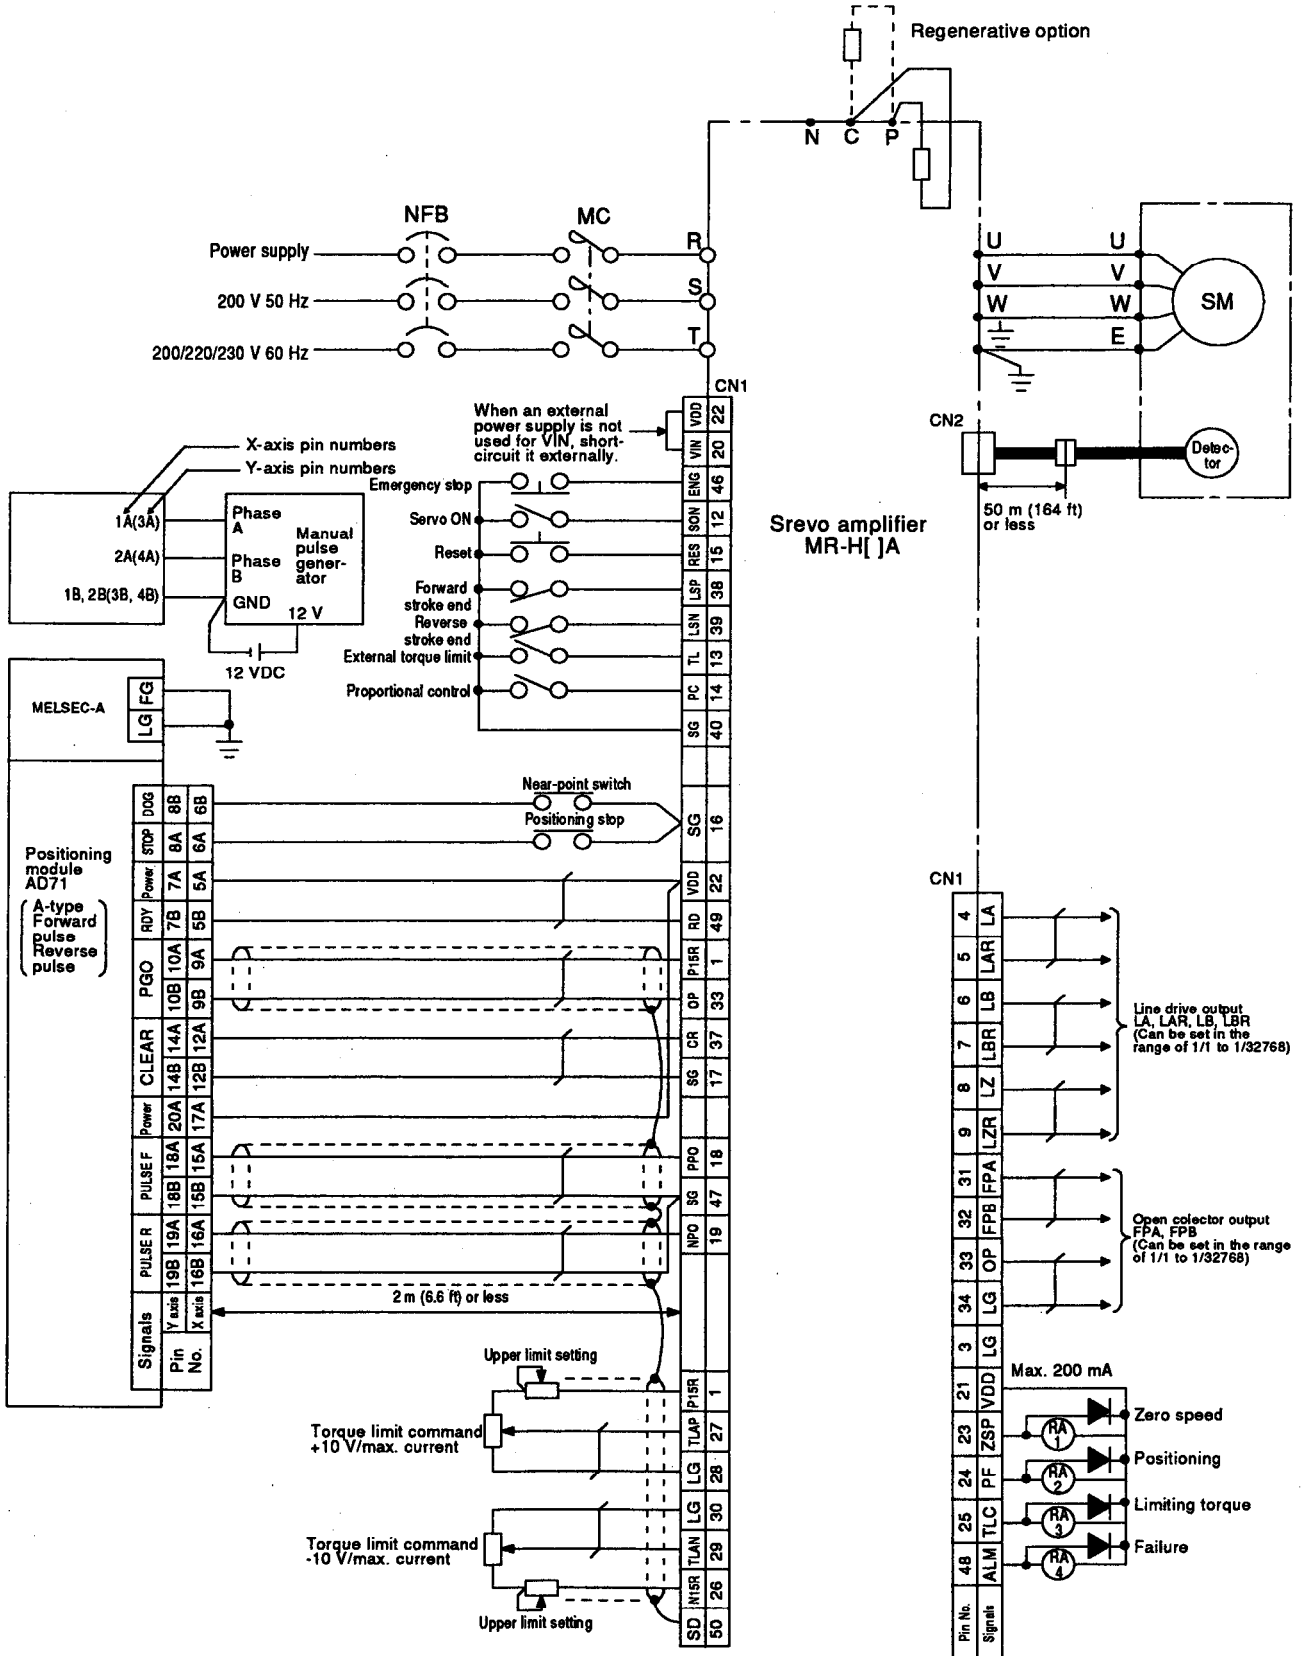 Regenerative option
N C P
NFB
MC
Power supply
R
200 V 50 Hz
S
200/220/230 V 60 Hz
T
U U
V V
W W
E
SM
CN1
When an external
power supply is not
used for VIN, short-
circuit it externally.
VDD 22
VIN 20
CN2
Detec-
tor
50 m (164 ft)
or less
X-axis pin numbers
Y-axis pin numbers
1A(3A)
2A(4A)
1B, 2B(3B, 4B)
Phase
A
Phase
B
GND
Manual
pulse
gener-
ator
12 V
12 VDC
Emergency stop
ENG 46
Servo ON
SON 12
Reset
RES 15
Forward
stroke end
LSP 38
Reverse
stroke end
LSN 39
External torque limit
TL 13
Proportional control
PC 14
SG 40
Srevo amplifier
MR-H[ ]A
MELSEC-A
FG
LG
Near-point switch
Positioning stop
SG 16
Positioning
module
AD71
A-type
Forward
pulse
Reverse
pulse
DOG 8B 6B
STOP 8A 6A
Power 7A 5A
VDD 22
RDY 7B 5B
RD 49
PGO
10A 9A
P15R 1
10B 9B
OP 33
CLEAR
14A 12A
CR 37
14B 12B
SG 17
Power 20A 17A
PULSE F
18A 15A
PPO 18
18B 15B
SG 47
PULSE R
19A 16A
NPO 19
19B 16B
Signals
Pin No.
Y axis X axis
2 m (6.6 ft) or less
Upper limit setting
P15R 1
Torque limit command
+10 V/max. current
TLAP 27
LG 28
LG 30
Torque limit command
-10 V/max. current
TLAN 29
N15R 26
Upper limit setting
SD 50
CN1
4 LA
5 LAR
6 LB
7 LBR
8 LZ
9 LZR
Line drive output
LA, LAR, LB, LBR
(Can be set in the
range of 1/1 to 1/32768)
31 FPA
32 FPB
33 OP
34 LG
Open colector output
FPA, FPB
(Can be set in the range
of 1/1 to 1/32768)
3 LG
Max. 200 mA
21 VDD
23 ZSP
RA
1
Zero speed
24 PF
RA
2
Positioning
25 TLC
RA
3
Limiting torque
48 ALM
RA
4
Failure
Pin No.
Signals